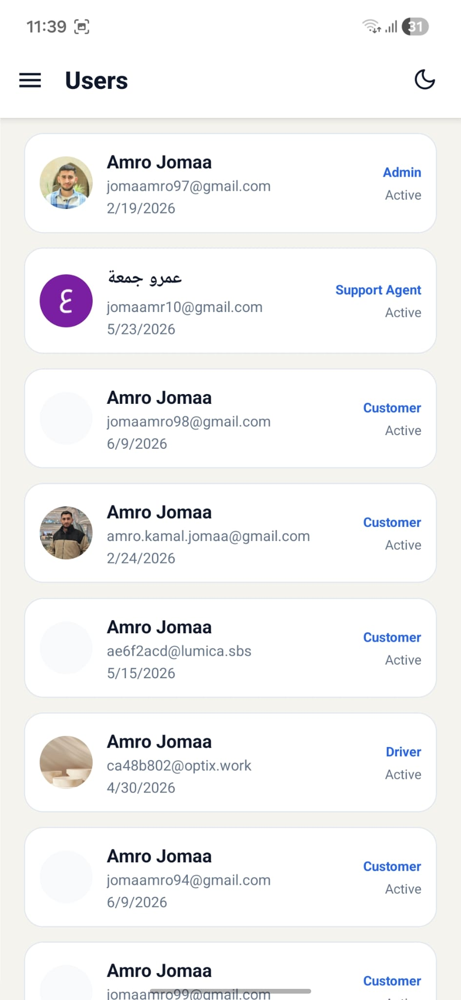 11:39
31
Users
Amro Jomaa
jomaamro97@gmail.com
2/19/2026
Admin
Active
ع
عمرو جمعة
jomaamr10@gmail.com
5/23/2026
Support Agent
Active
Amro Jomaa
jomaamro98@gmail.com
6/9/2026
Customer
Active
Amro Jomaa
amro.kamal.jomaa@gmail.com
2/24/2026
Customer
Active
Amro Jomaa
ae6f2acd@lumica.sbs
5/15/2026
Customer
Active
Amro Jomaa
ca48b802@optix.work
4/30/2026
Driver
Active
Amro Jomaa
jomaamro94@gmail.com
6/9/2026
Customer
Active
Amro Jomaa
jomaamro99@gmail.com
Customer